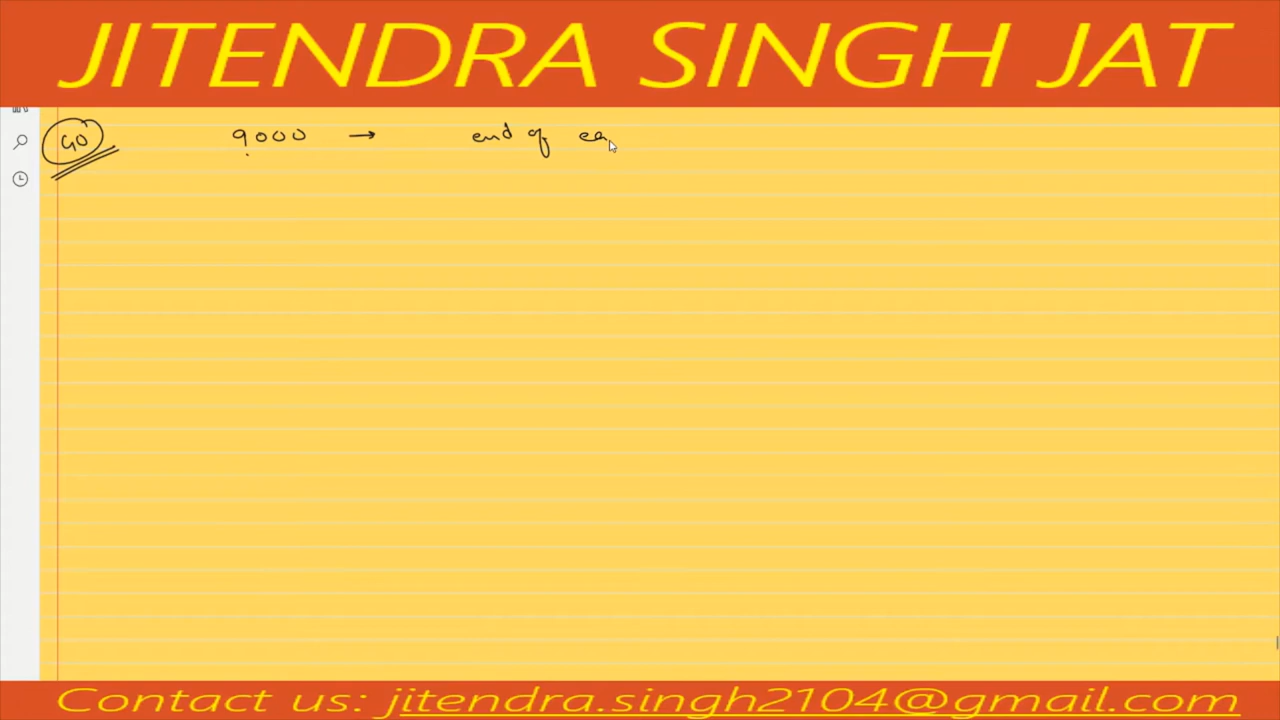 JITENDRA SINGH JAT
40 9000 → end of ea
Contact us: jitendra.singh2104@gmail.com